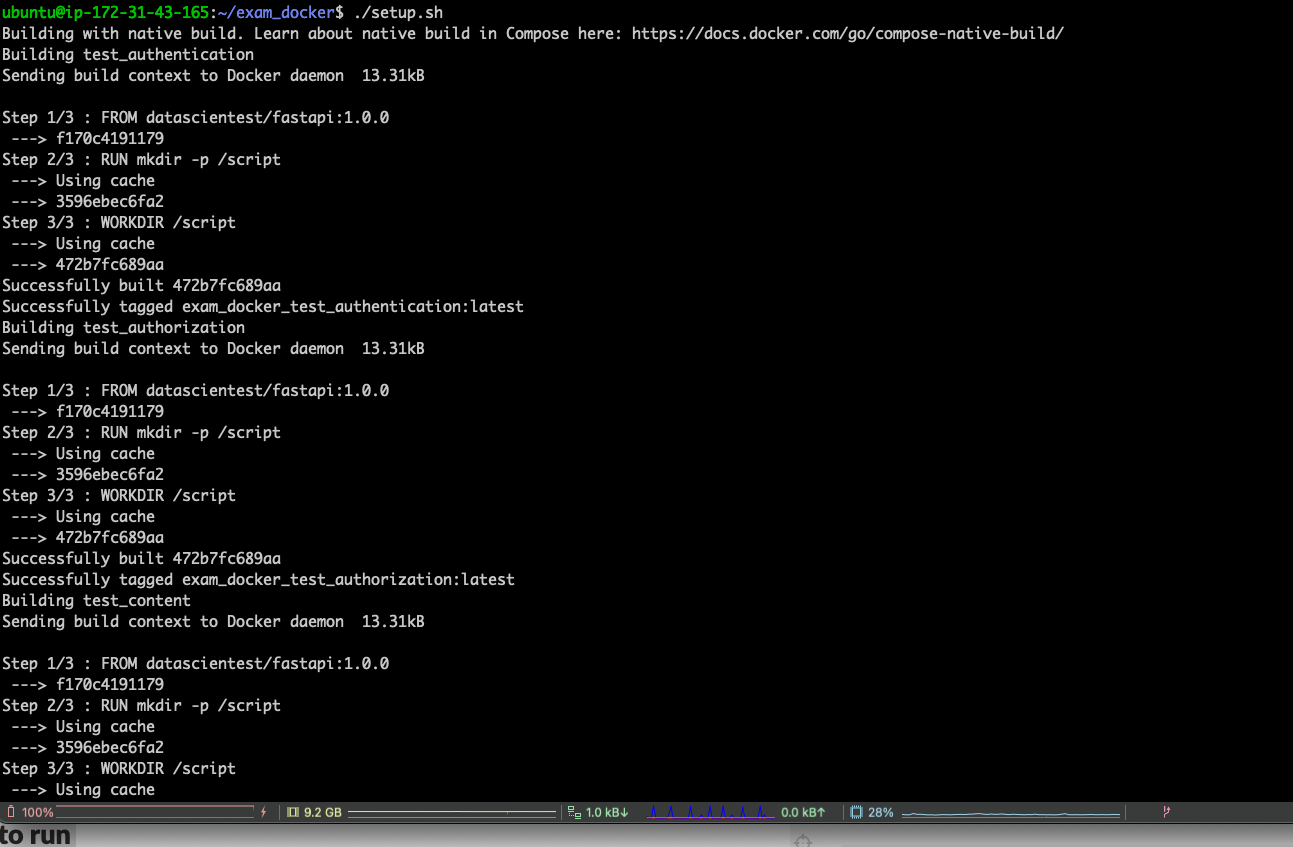 ubuntu@ip-172-31-43-165:~/exam_docker$ ./setup.sh
Building with native build. Learn about native build in Compose here: https://docs.docker.com/go/compose-native-build/
Building test_authentication
Sending build context to Docker daemon  13.31kB
Step 1/3 : FROM datascientest/fastapi:1.0.0
 ---> f170c4191179
Step 2/3 : RUN mkdir -p /script
 ---> Using cache
 ---> 3596ebec6fa2
Step 3/3 : WORKDIR /script
 ---> Using cache
 ---> 472b7fc689aa
Successfully built 472b7fc689aa
Successfully tagged exam_docker_test_authentication:latest
Building test_authorization
Sending build context to Docker daemon  13.31kB
Step 1/3 : FROM datascientest/fastapi:1.0.0
 ---> f170c4191179
Step 2/3 : RUN mkdir -p /script
 ---> Using cache
 ---> 3596ebec6fa2
Step 3/3 : WORKDIR /script
 ---> Using cache
 ---> 472b7fc689aa
Successfully built 472b7fc689aa
Successfully tagged exam_docker_test_authorization:latest
Building test_content
Sending build context to Docker daemon  13.31kB
Step 1/3 : FROM datascientest/fastapi:1.0.0
 ---> f170c4191179
Step 2/3 : RUN mkdir -p /script
 ---> Using cache
 ---> 3596ebec6fa2
Step 3/3 : WORKDIR /script
 ---> Using cache
100% 9.2 GB 1.0 kB↓ 0.0 kB↑ 28%
to run